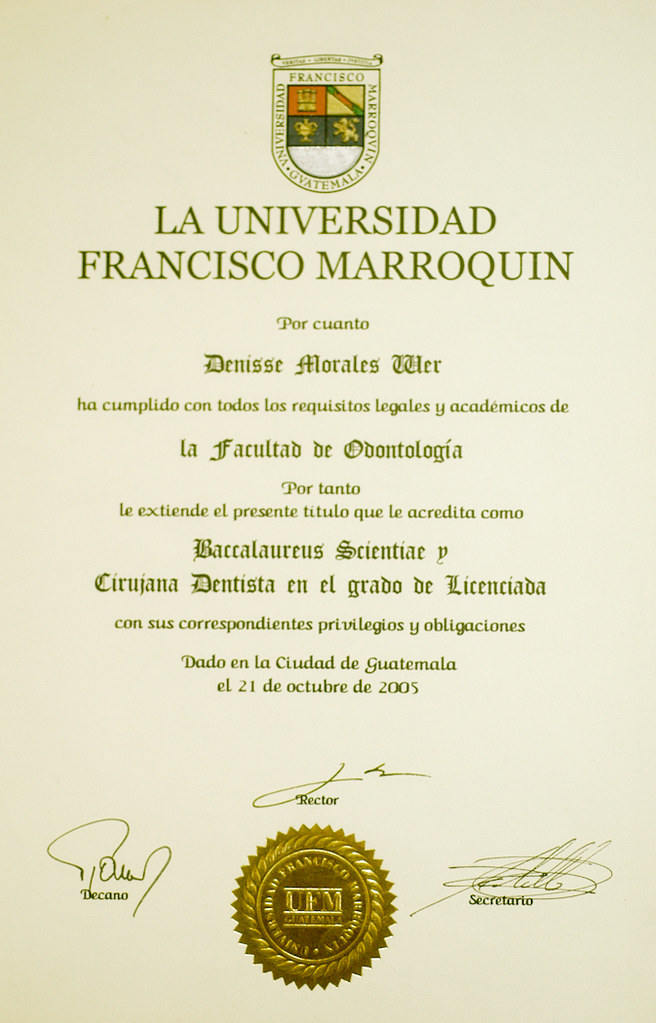 VERITAS · LIBERTAS · JUSTITIA
UNIVERSIDAD FRANCISCO MARROQUIN · GVATEMALA ·
LA UNIVERSIDAD
FRANCISCO MARROQUIN
Por cuanto
Denisse Morales Wer
ha cumplido con todos los requisitos legales y académicos de
la Facultad de Odontología
Por tanto
le extiende el presente título que le acredita como
Baccalaureus Scientiae y
Cirujana Dentista en el grado de Licenciada
con sus correspondientes privilegios y obligaciones
Dado en la Ciudad de Guatemala
el 21 de octubre de 2005
Rector
Decano
Secretario
UNIVERSIDAD FRANCISCO MARROQUIN
UFM
GUATEMALA